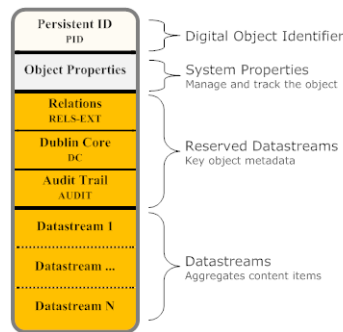 Persistent ID
PID
Digital Object Identifier
Object Properties
System Properties
Manage and track the object
Relations
RELS-EXT
Dublin Core
DC
Audit Trail
AUDIT
Reserved Datastreams
Key object metadata
Datastream 1
Datastream ...
Datastream N
Datastreams
Aggregates content items